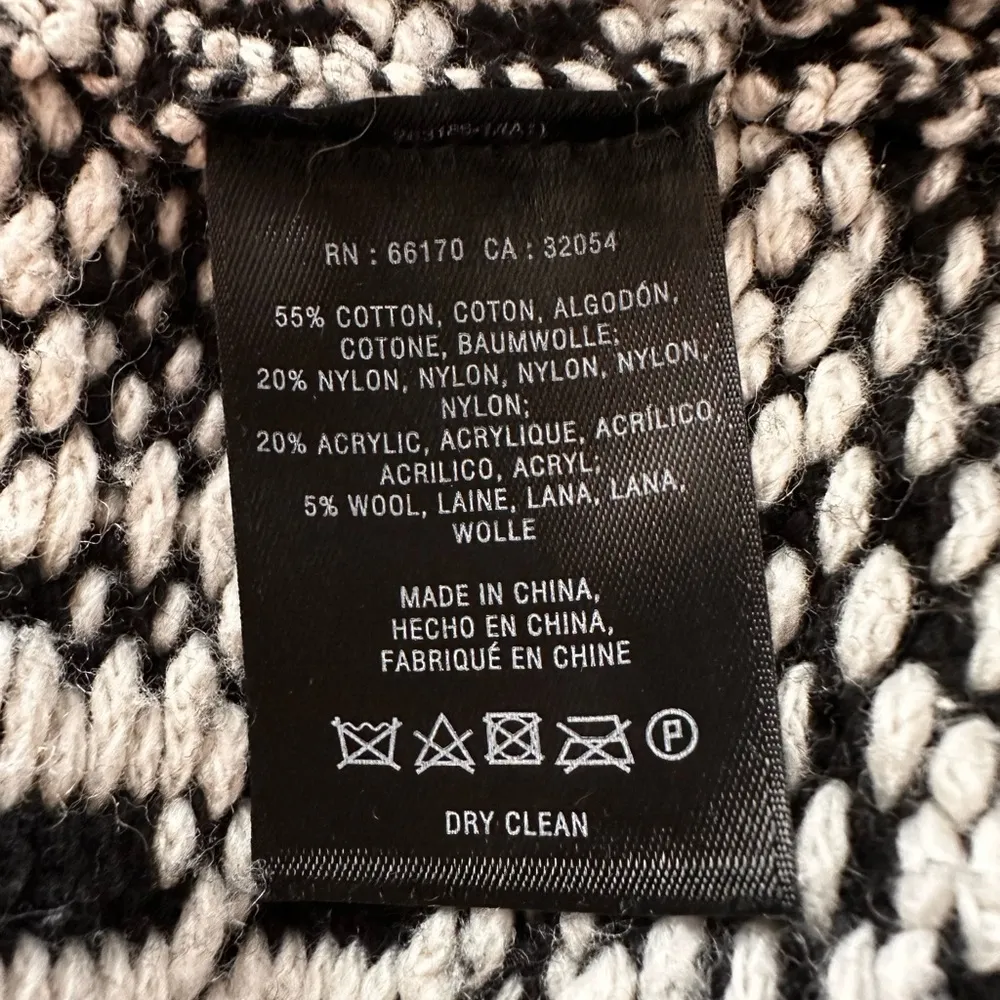 RN : 66170 CA : 32054
55% COTTON, COTON, ALGODÓN,
COTONE, BAUMWOLLE;
20% NYLON, NYLON, NYLON, NYLON,
NYLON;
20% ACRYLIC, ACRYLIQUE, ACRÍLICO,
ACRILICO, ACRYL;
5% WOOL, LAINE, LANA, LANA,
WOLLE
MADE IN CHINA,
HECHO EN CHINA,
FABRIQUÉ EN CHINE
P
DRY CLEAN